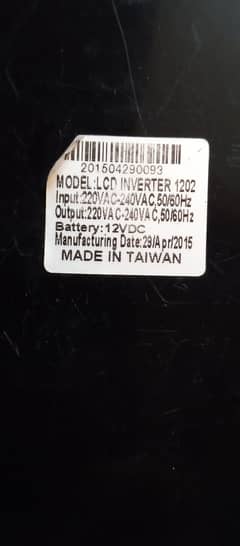 201504290093
MODEL:LCD INVERTER 1202
Input:220VAC-240VAC,50/60Hz
Output:220VAC-240VAC,50/60Hz
Battery:12VDC
Manufacturing Date:29/Apr/2015
MADE IN TAIWAN